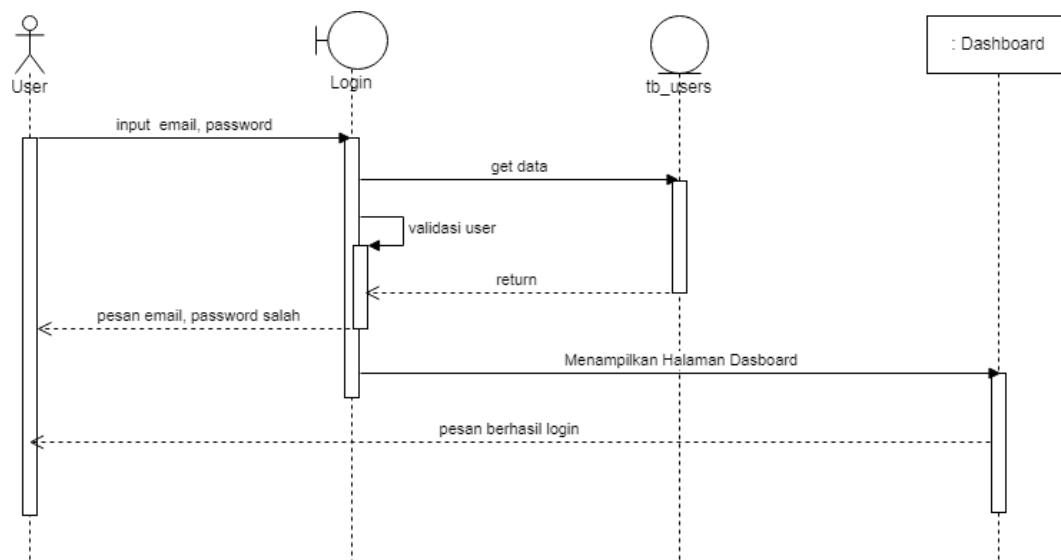 User
Login
tb_users
: Dashboard
input email, password
get data
validasi user
return
pesan email, password salah
Menampilkan Halaman Dasboard
pesan berhasil login